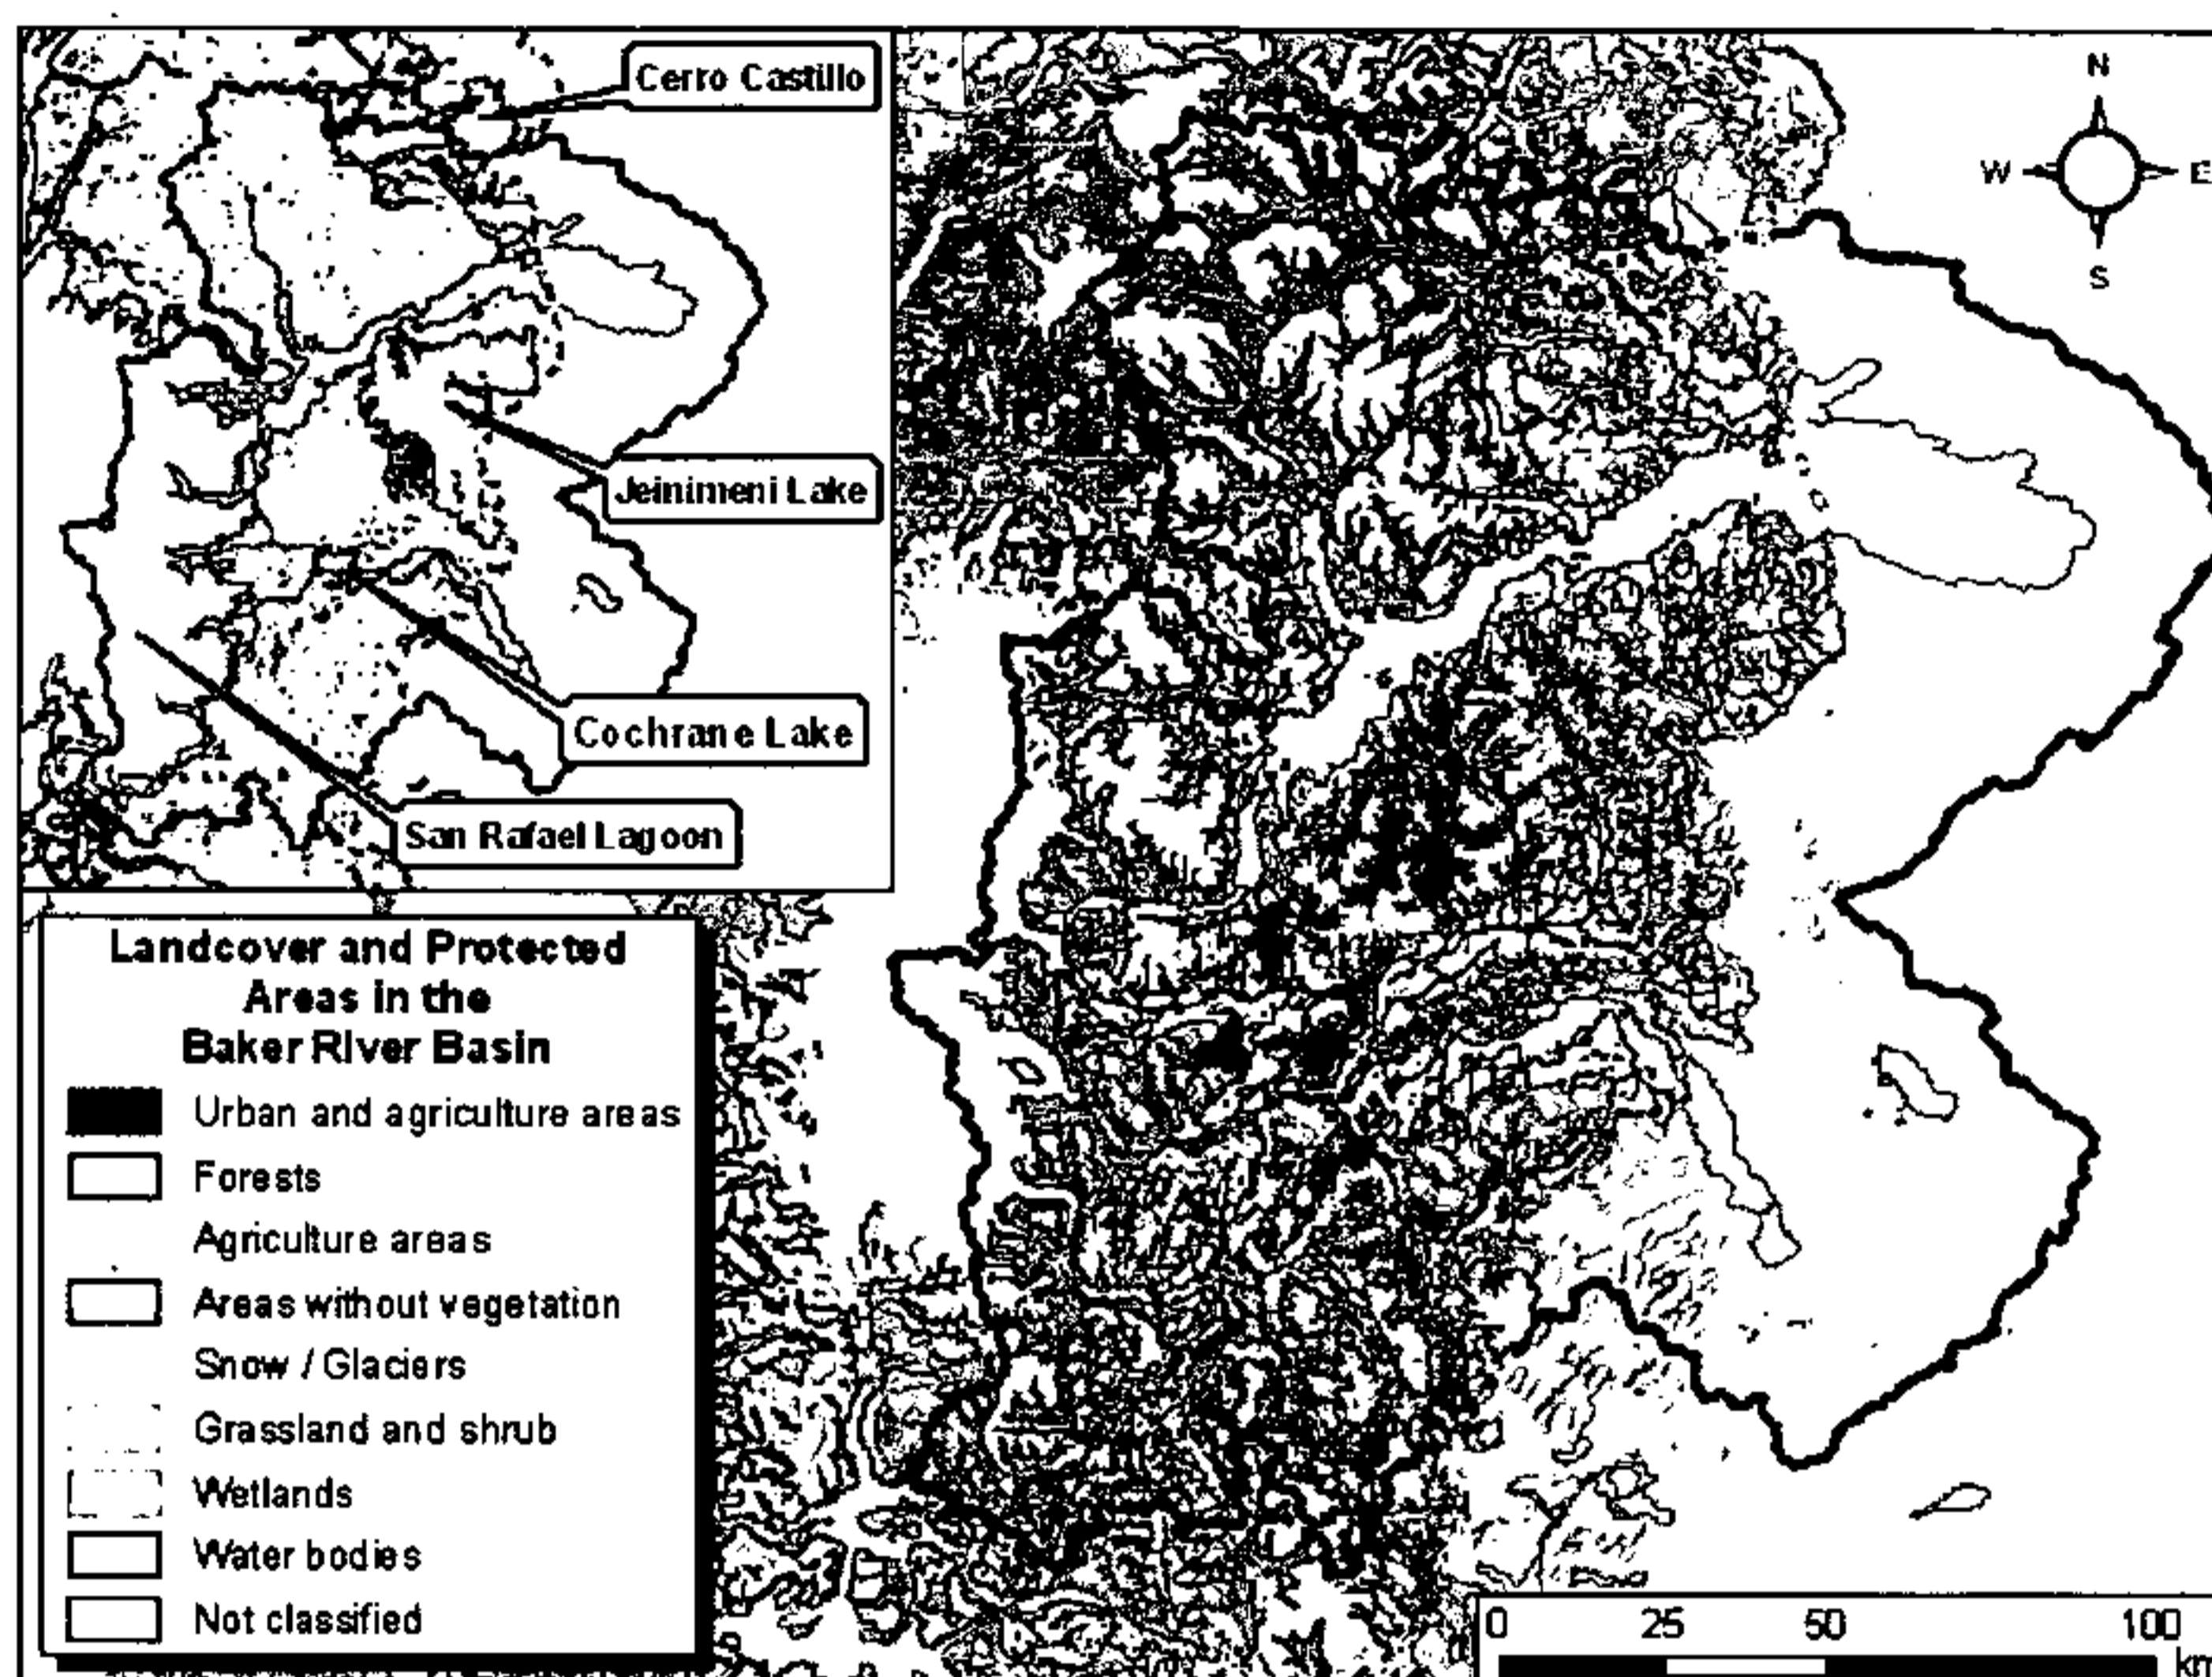 Cerro Castillo
Jeinimeni Lake
Cochrane Lake
San Rafael Lagoon
N
W
E
S
Landcover and Protected
Areas in the
Baker River Basin
Urban and agriculture areas
Forests
Agriculture areas
Areas without vegetation
Snow / Glaciers
Grassland and shrub
Wetlands
Water bodies
Not classified
0 25 50 100
km